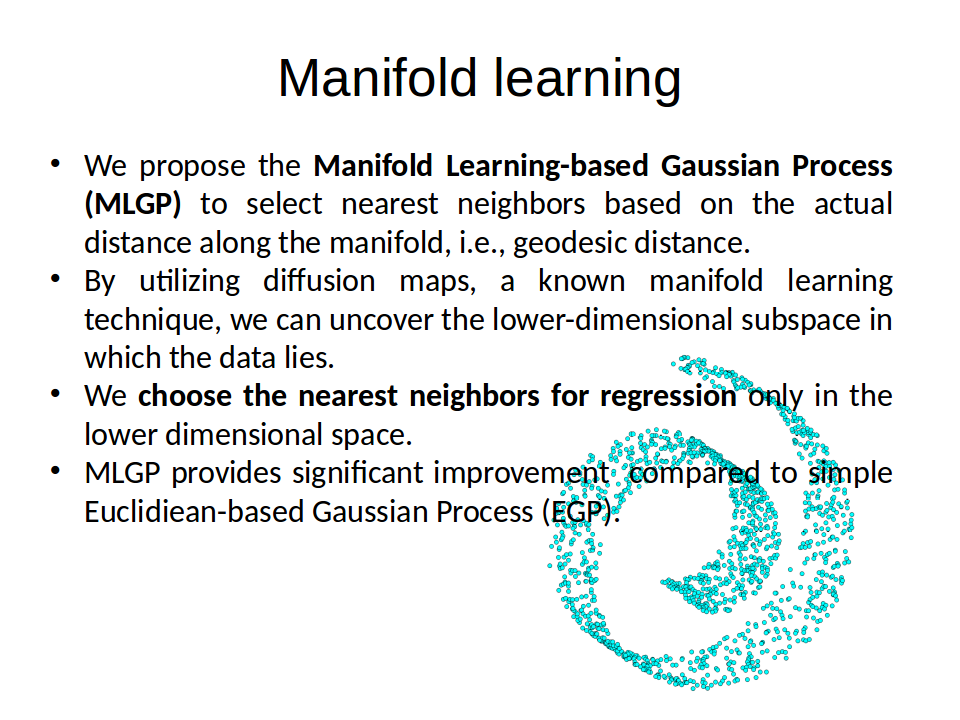 Manifold learning
• We propose the Manifold Learning-based Gaussian Process
(MLGP) to select nearest neighbors based on the actual
distance along the manifold, i.e., geodesic distance.
• By utilizing diffusion maps, a known manifold learning
technique, we can uncover the lower-dimensional subspace in
which the data lies.
• We choose the nearest neighbors for regression only in the
lower dimensional space.
• MLGP provides significant improvement compared to simple
Euclidiean-based Gaussian Process (EGP).